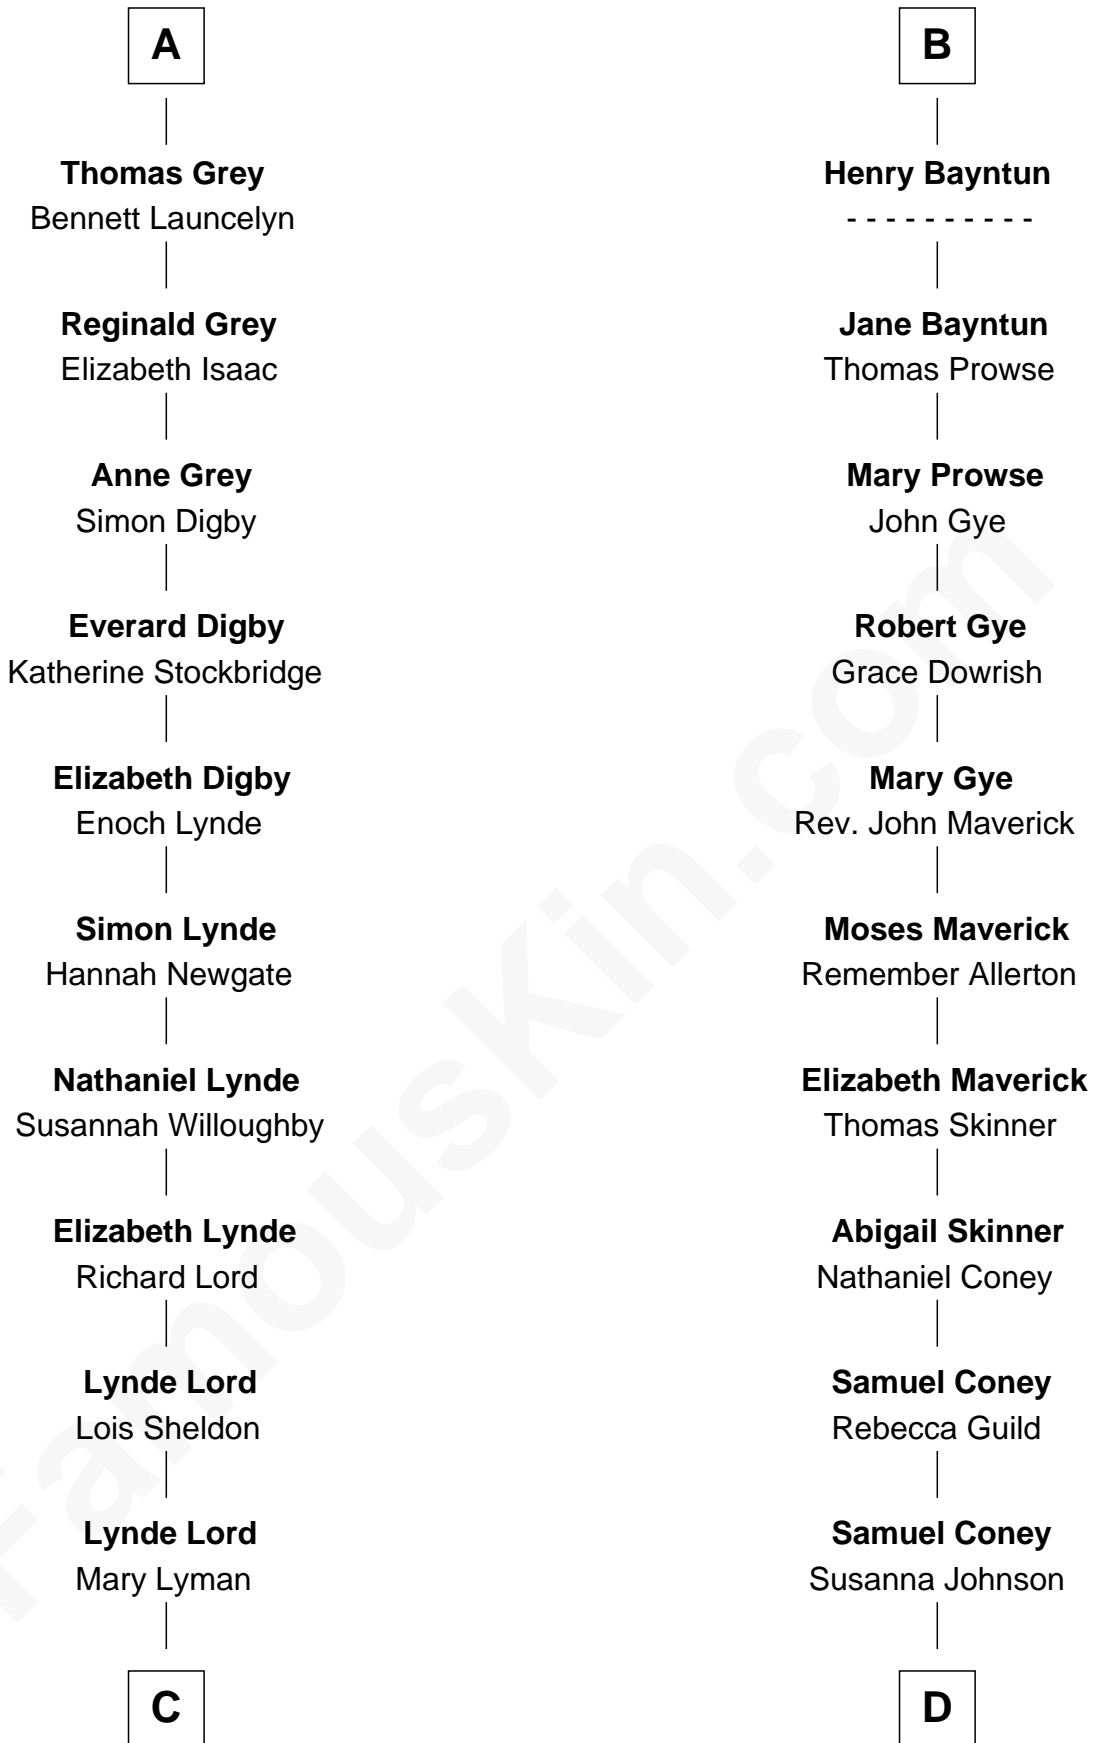 A
Thomas Grey
Bennett Launcelyn
Reginald Grey
Elizabeth Isaac
Anne Grey
Simon Digby
Everard Digby
Katherine Stockbridge
Elizabeth Digby
Enoch Lynde
Simon Lynde
Hannah Newgate
Nathaniel Lynde
Susannah Willoughby
Elizabeth Lynde
Richard Lord
Lynde Lord
Lois Sheldon
Lynde Lord
Mary Lyman
C
B
Henry Bayntun
- - - - - - - - - -
Jane Bayntun
Thomas Prowse
Mary Prowse
John Gye
Robert Gye
Grace Dowrish
Mary Gye
Rev. John Maverick
Moses Maverick
Remember Allerton
Elizabeth Maverick
Thomas Skinner
Abigail Skinner
Nathaniel Coney
Samuel Coney
Rebecca Guild
Samuel Coney
Susanna Johnson
D
FamousKin.com